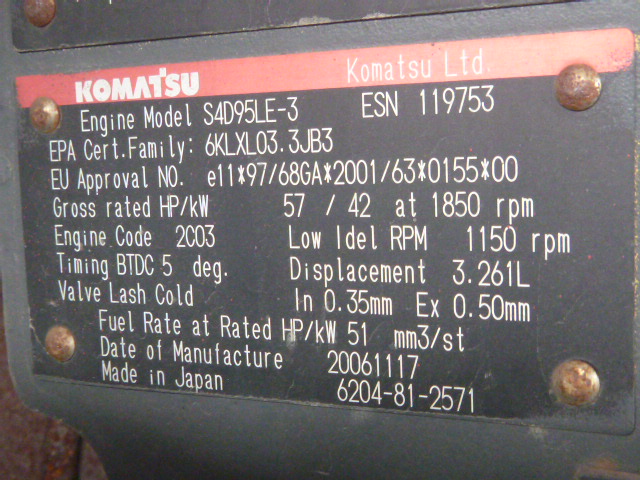 KOMATSU Komatsu Ltd.
Engine Model S4D95LE-3 ESN 119753
EPA Cert.Family: 6KLXL03.3JB3
EU Approval NO. e11*97/68GA*2001/63*0155*00
Gross rated HP/kW 57 / 42 at 1850 rpm
Engine Code 2C03 Low Idel RPM 1150 rpm
Timing BTDC 5 deg. Displacement 3.261L
Valve Lash Cold In 0.35mm Ex 0.50mm
Fuel Rate at Rated HP/kW 51 mm3/st
Date of Manufacture 20061117
Made in Japan 6204-81-2571